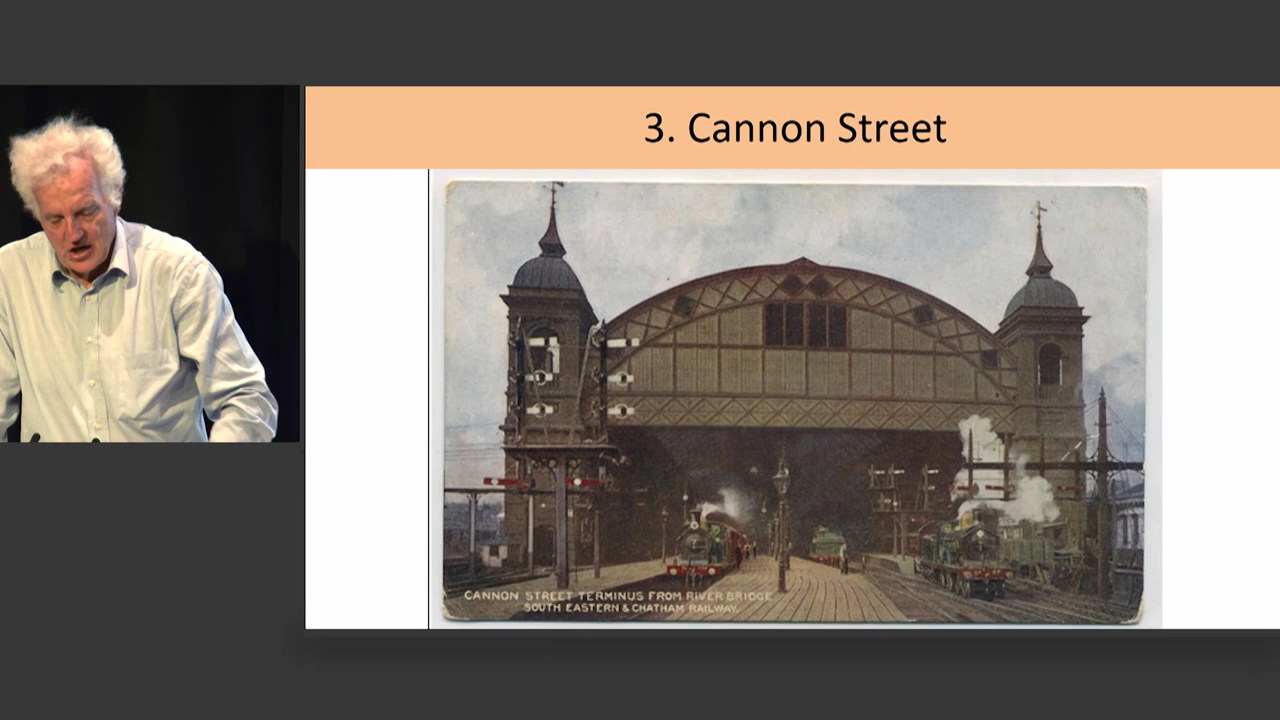 3. Cannon Street
CANNON STREET TERMINUS FROM RIVER BRIDGE
SOUTH EASTERN & CHATHAM RAILWAY.